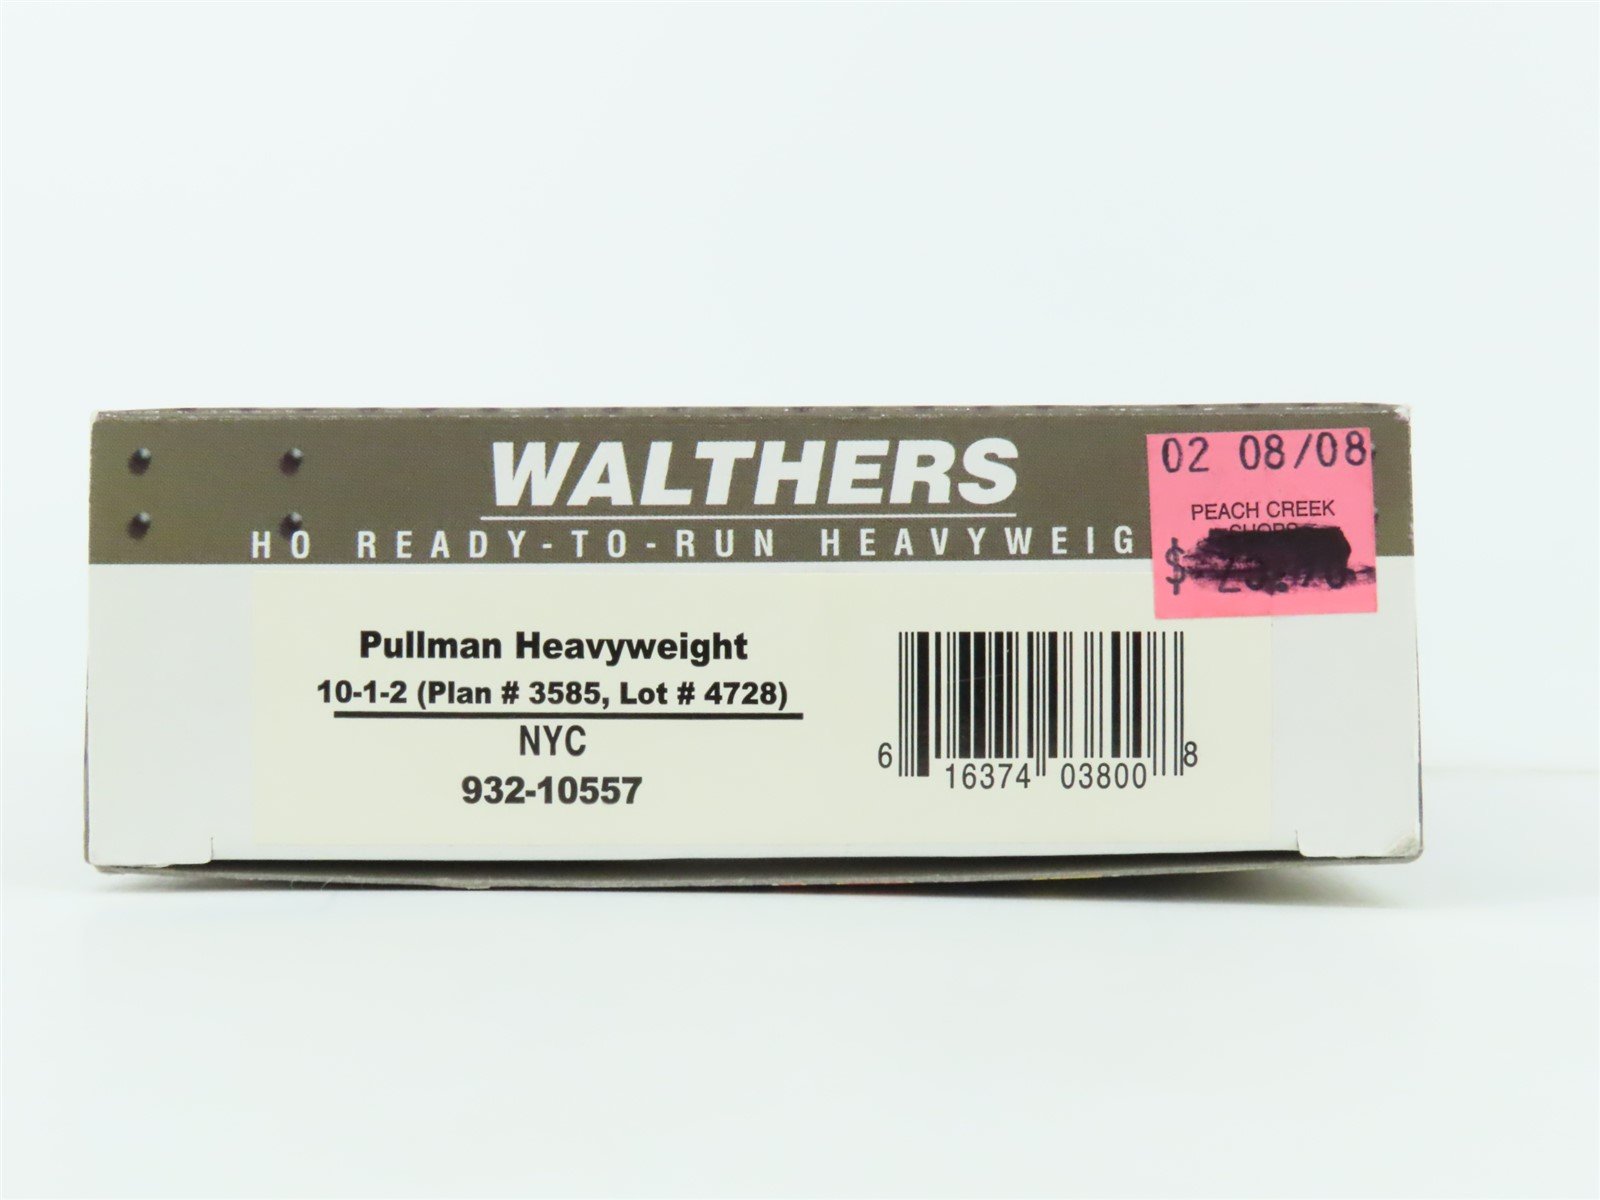 WALTHERS
HO READY-TO-RUN HEAVYWEIG
02 08/08
PEACH CREEK
SHOPS
$
Pullman Heavyweight
10-1-2 (Plan # 3585, Lot # 4728)
NYC
932-10557
6 16374 03800 8